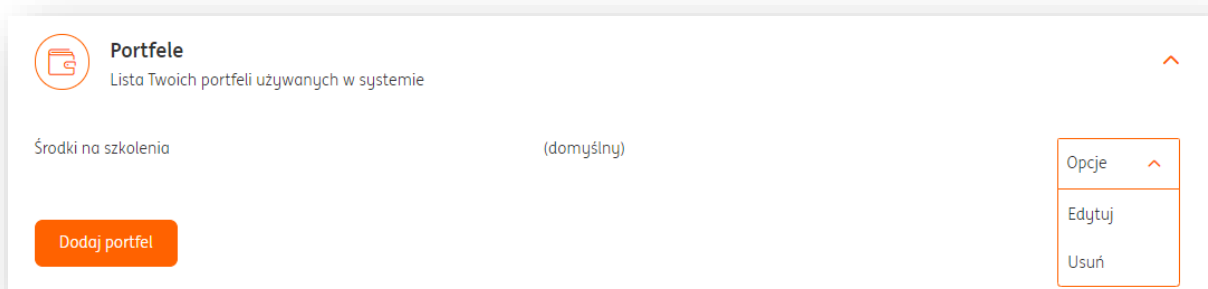 Portfele
Lista Twoich portfeli używanych w systemie
Środki na szkolenia (domyślny)
Opcje
Edytuj
Usuń
Dodaj portfel